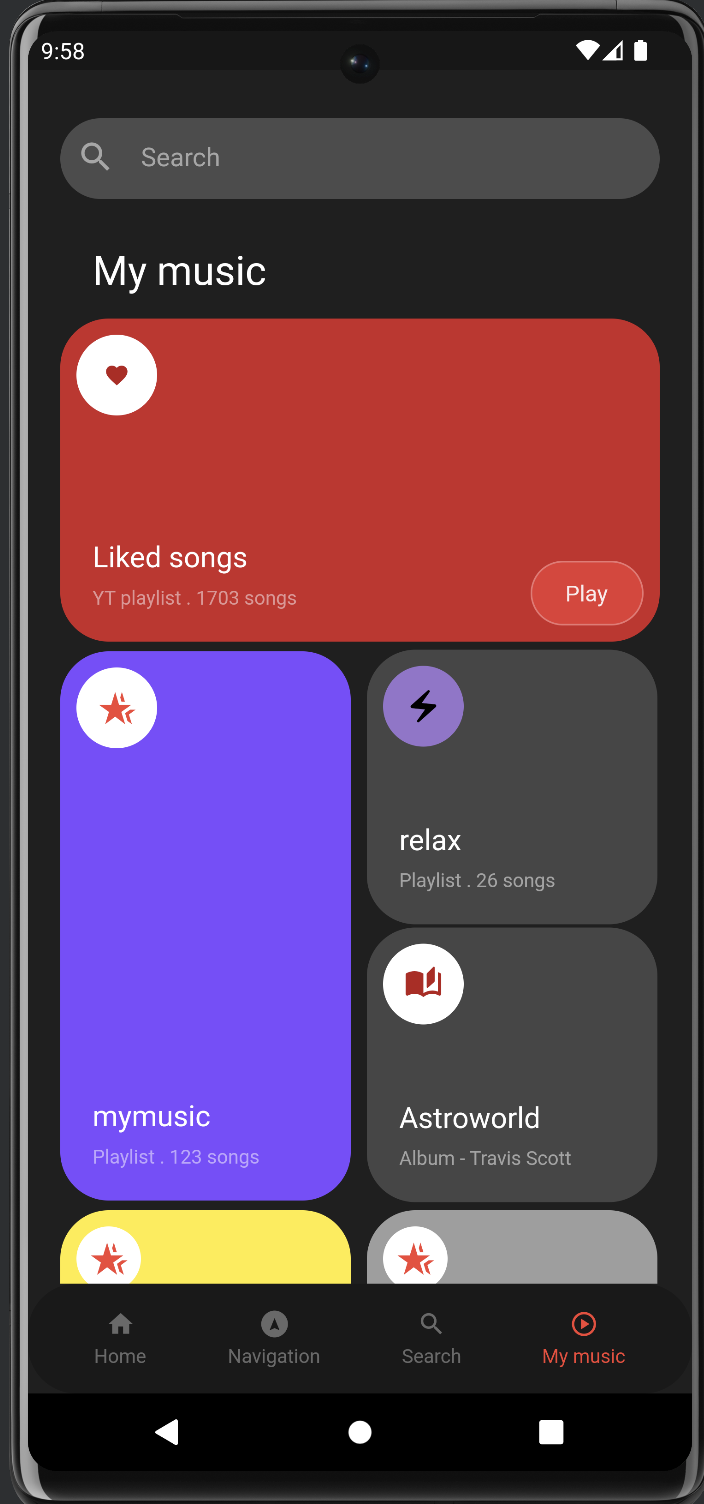 9:58
Search
My music
Liked songs
YT playlist . 1703 songs
Play
mymusic
Playlist . 123 songs
relax
Playlist . 26 songs
Astroworld
Album - Travis Scott
Home
Navigation
Search
My music